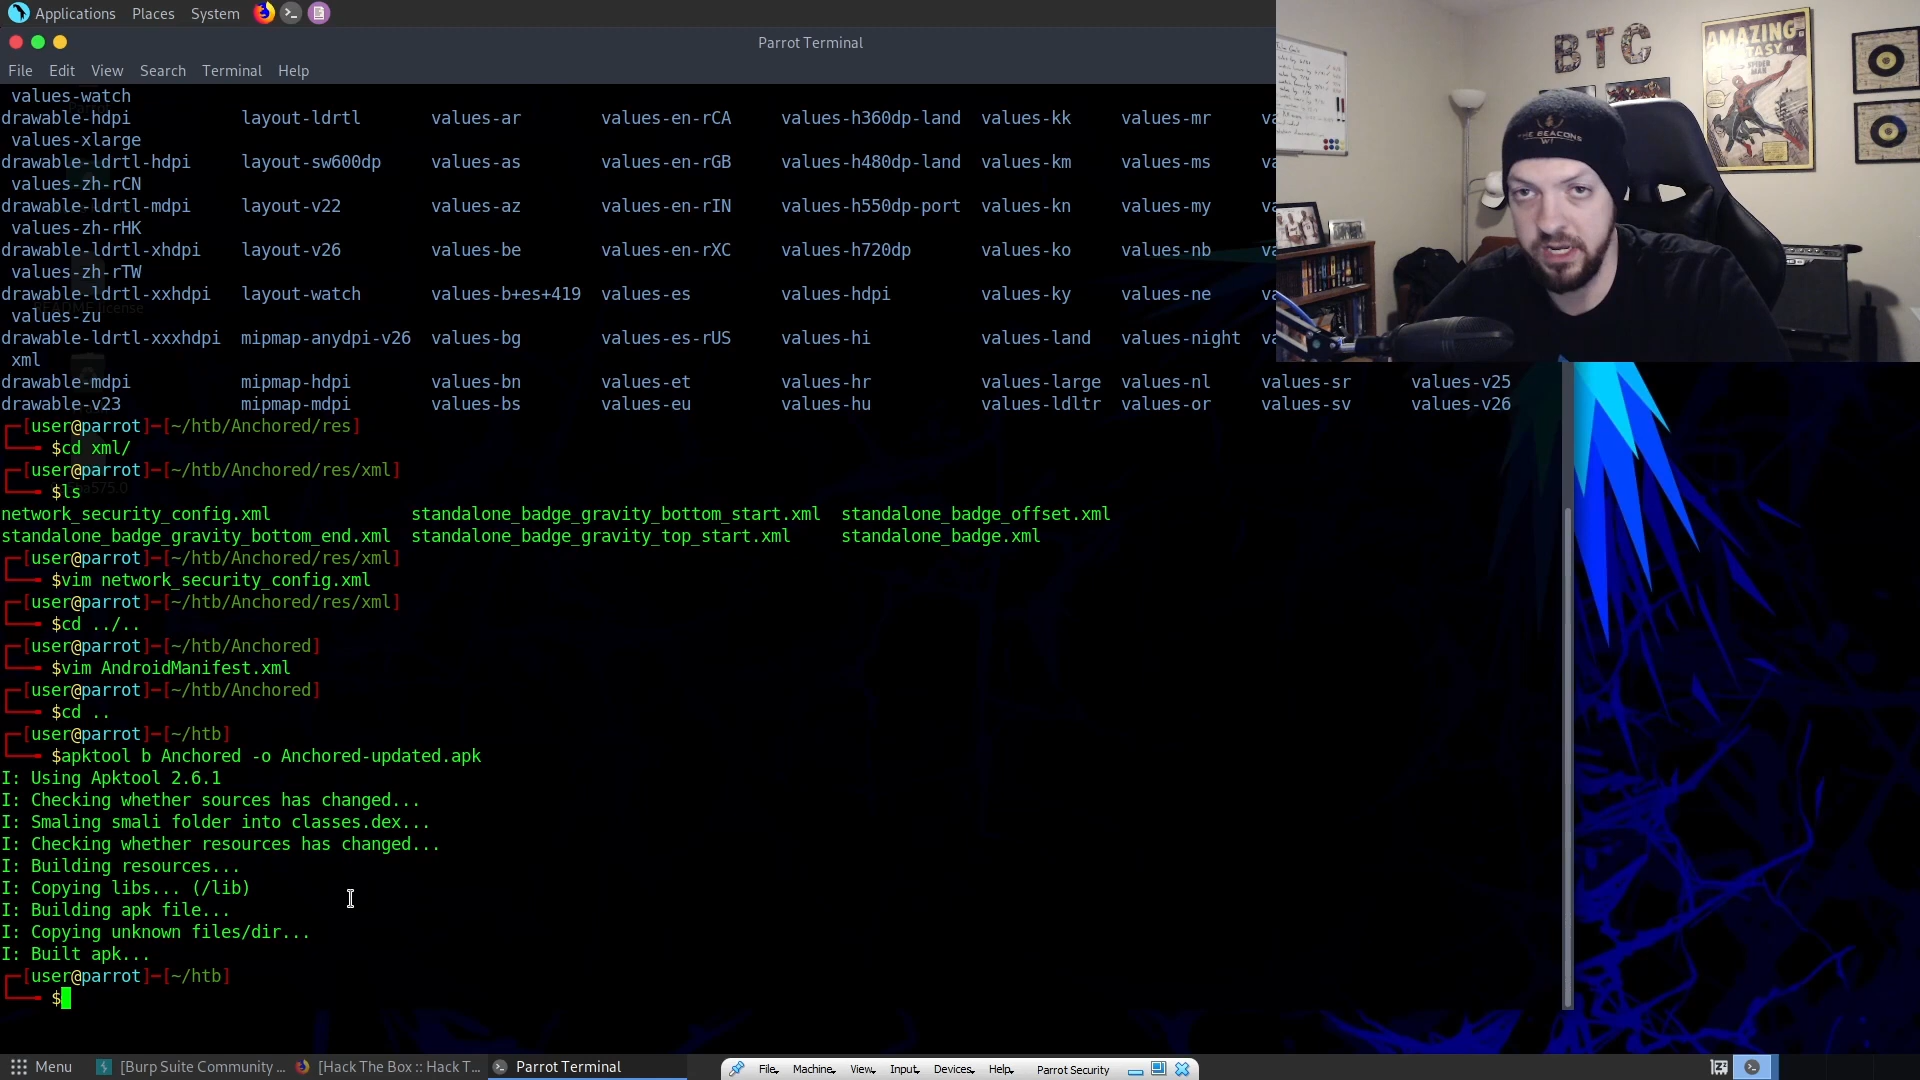 Applications Places System
Parrot Terminal
File Edit View Search Terminal Help
values-watch
drawable-hdpi layout-ldrtl values-ar values-en-rCA values-h360dp-land values-kk values-mr va
values-xlarge
drawable-ldrtl-hdpi layout-sw600dp values-as values-en-rGB values-h480dp-land values-km values-ms va
values-zh-rCN
drawable-ldrtl-mdpi layout-v22 values-az values-en-rIN values-h550dp-port values-kn values-my va
values-zh-rHK
drawable-ldrtl-xhdpi layout-v26 values-be values-en-rXC values-h720dp values-ko values-nb va
values-zh-rTW
drawable-ldrtl-xxhdpi layout-watch values-b+es+419 values-es values-hdpi values-ky values-ne va
values-zu
drawable-ldrtl-xxxhdpi mipmap-anydpi-v26 values-bg values-es-rUS values-hi values-land values-night va
xml
drawable-mdpi mipmap-hdpi values-bn values-et values-hr values-large values-nl values-sr values-v25
drawable-v23 mipmap-mdpi values-bs values-eu values-hu values-ldltr values-or values-sv values-v26
[user@parrot]-[~/htb/Anchored/res]
$cd xml/
[user@parrot]-[~/htb/Anchored/res/xml]
$ls
network_security_config.xml standalone_badge_gravity_bottom_start.xml standalone_badge_offset.xml
standalone_badge_gravity_bottom_end.xml standalone_badge_gravity_top_start.xml standalone_badge.xml
[user@parrot]-[~/htb/Anchored/res/xml]
$vim network_security_config.xml
[user@parrot]-[~/htb/Anchored/res/xml]
$cd ../..
[user@parrot]-[~/htb/Anchored]
$vim AndroidManifest.xml
[user@parrot]-[~/htb/Anchored]
$cd ..
[user@parrot]-[~/htb]
$apktool b Anchored -o Anchored-updated.apk
I: Using Apktool 2.6.1
I: Checking whether sources has changed...
I: Smaling smali folder into classes.dex...
I: Checking whether resources has changed...
I: Building resources...
I: Copying libs... (/lib)
I: Building apk file...
I: Copying unknown files/dir...
I: Built apk...
[user@parrot]-[~/htb]
$
BTC
AMAZING
FANTASY
SPIDER
MAN
THE BEACONS
WI
Menu [Burp Suite Community ... [Hack The Box :: Hack T... Parrot Terminal
File Machine View Input Devices Help Parrot Security